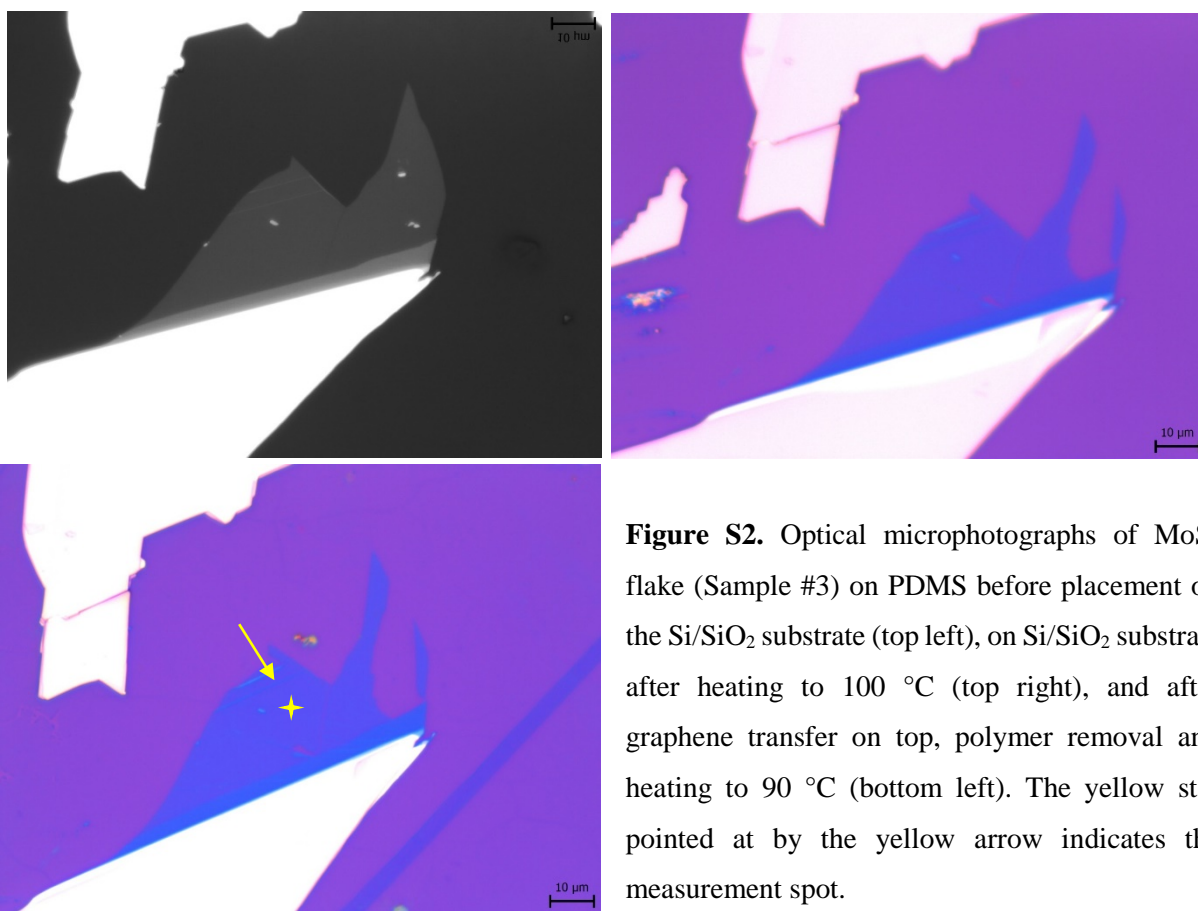 10 µm
10 µm
Figure S2. Optical microphotographs of MoS
flake (Sample #3) on PDMS before placement o
the Si/SiO₂ substrate (top left), on Si/SiO₂ substrat
after heating to 100 °C (top right), and aft
graphene transfer on top, polymer removal an
heating to 90 °C (bottom left). The yellow st
pointed at by the yellow arrow indicates th
measurement spot.
10 µm